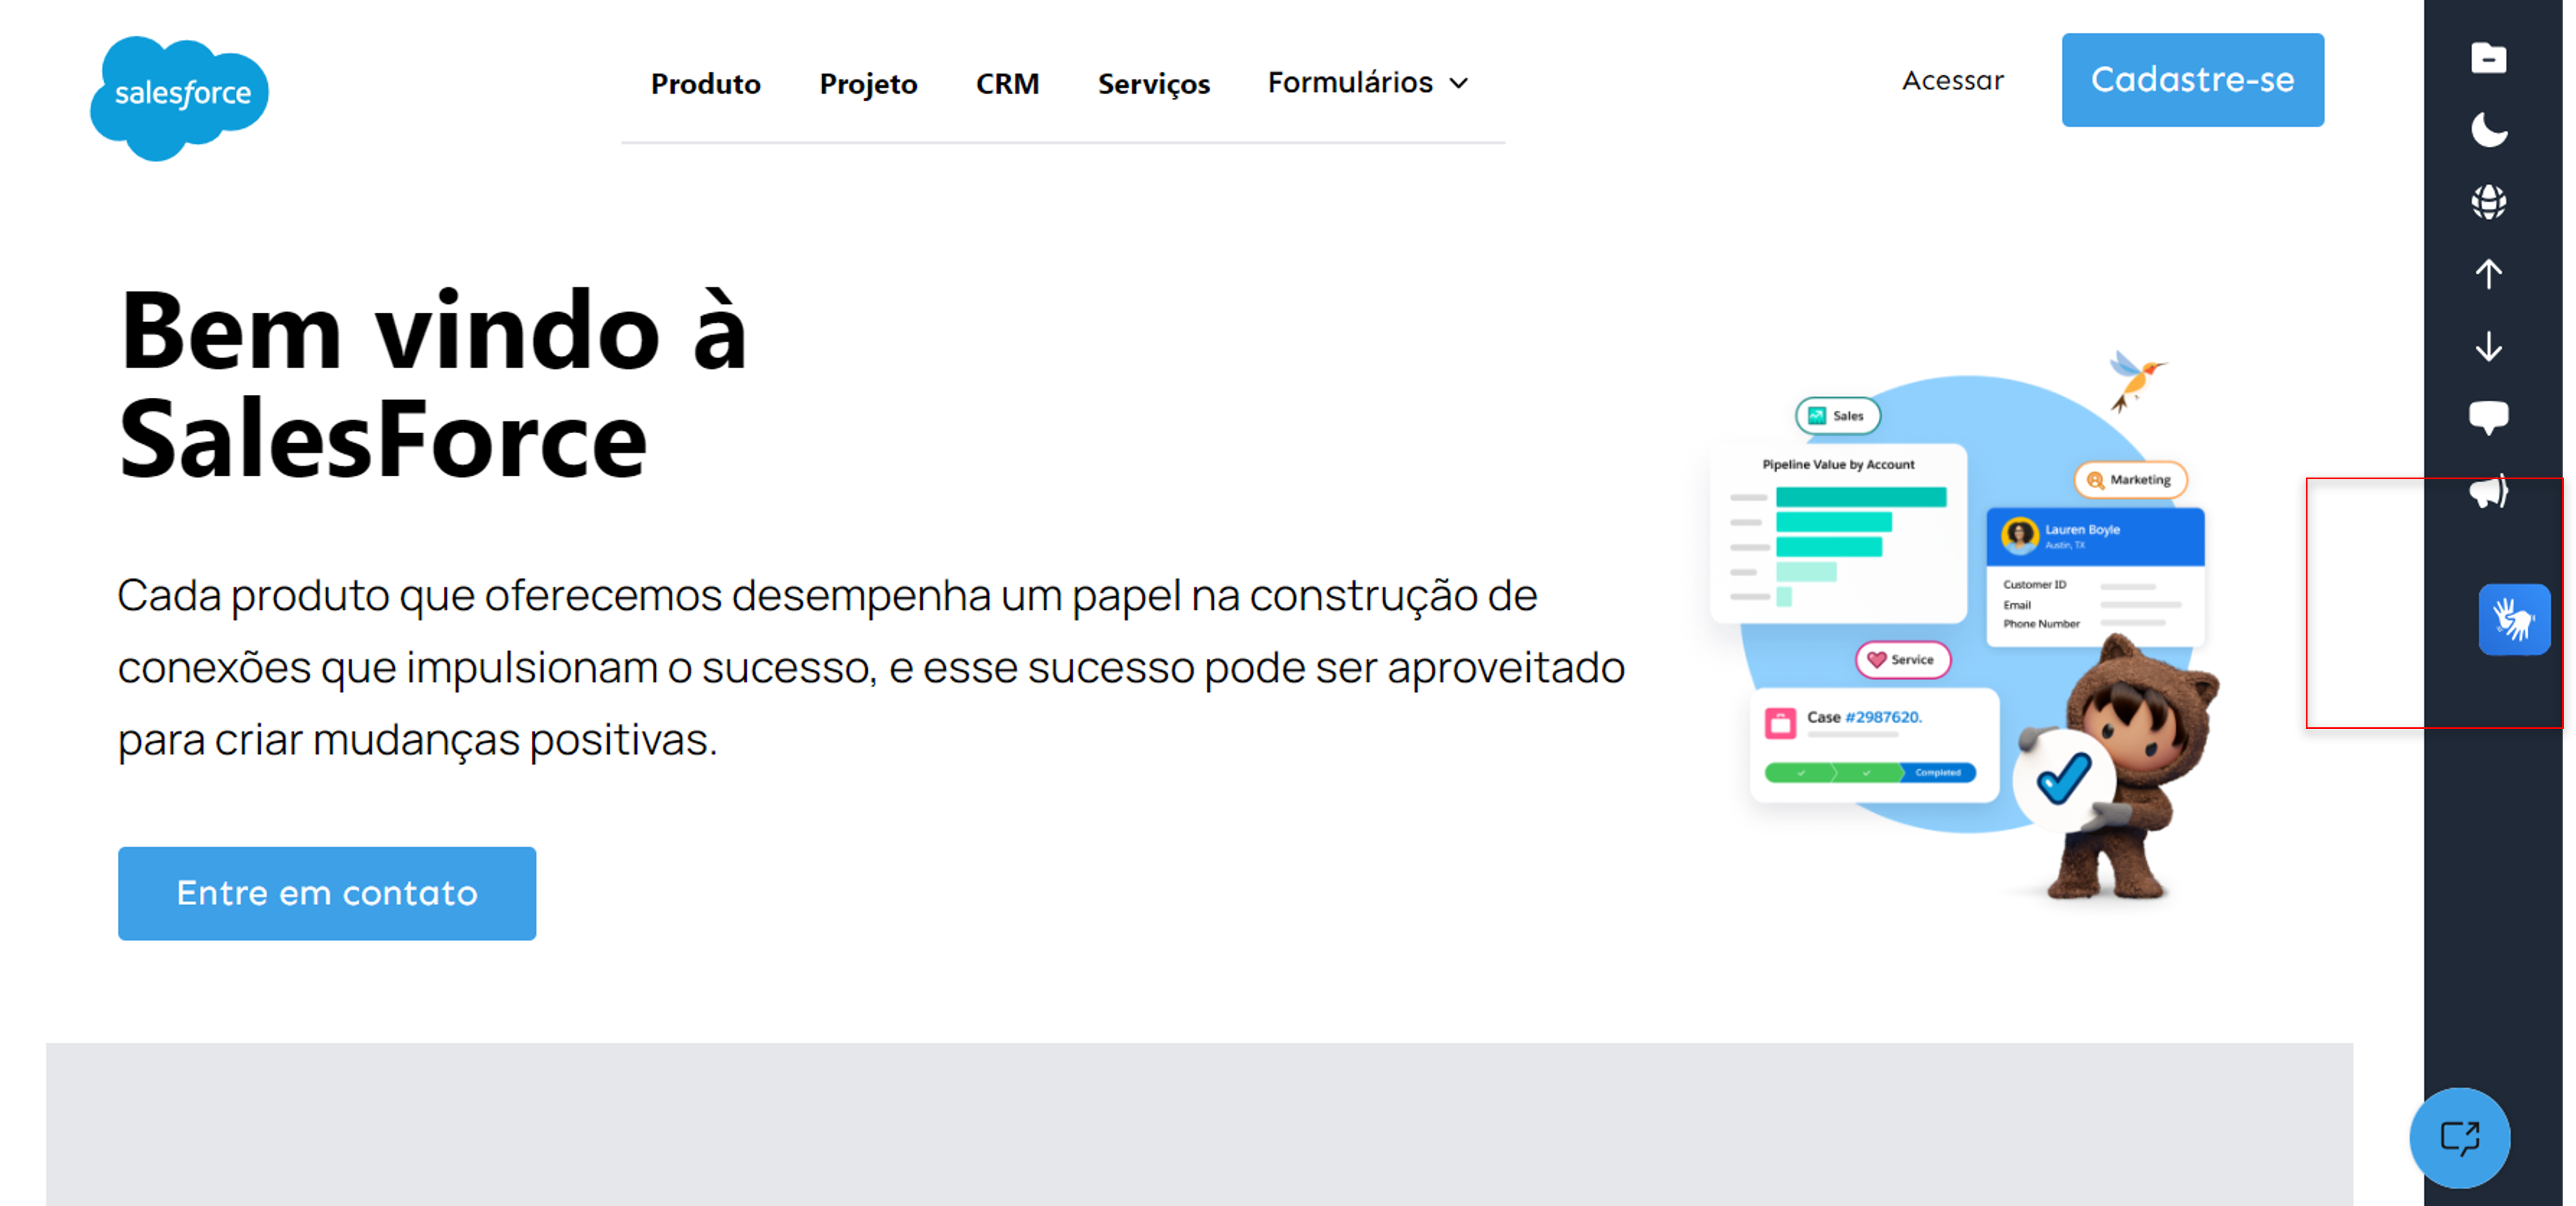 salesforce
Produto Projeto CRM Serviços Formulários
Acessar
Cadastre-se
Bem vindo à
SalesForce
Cada produto que oferecemos desempenha um papel na construção de
conexões que impulsionam o sucesso, e esse sucesso pode ser aproveitado
para criar mudanças positivas.
Entre em contato
Sales
Pipeline Value by Account
Marketing
Lauren Boyle
Austin, TX
Customer ID
Email
Phone Number
Service
Case #2987620.
Completed